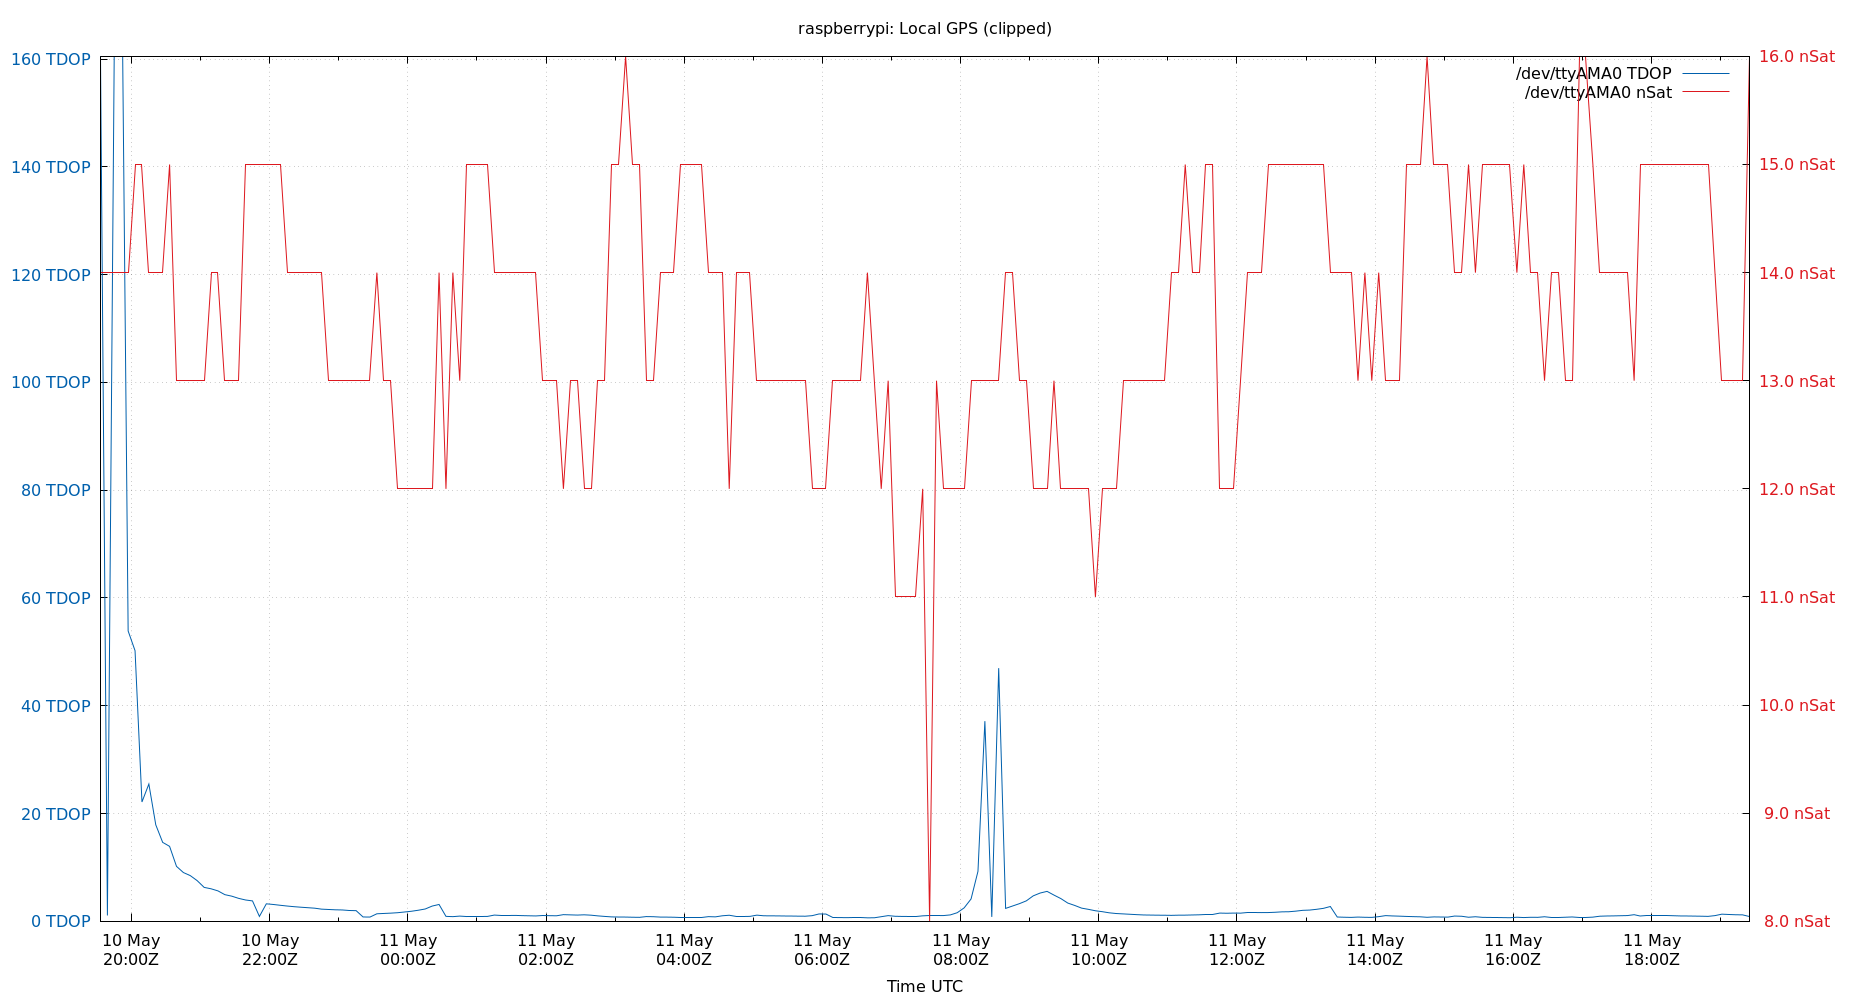 raspberrypi: Local GPS (clipped)
160 TDOP
140 TDOP
120 TDOP
100 TDOP
80 TDOP
60 TDOP
40 TDOP
20 TDOP
0 TDOP
16.0 nSat
15.0 nSat
14.0 nSat
13.0 nSat
12.0 nSat
11.0 nSat
10.0 nSat
9.0 nSat
8.0 nSat
/dev/ttyAMA0 TDOP
/dev/ttyAMA0 nSat
10 May
20:00Z
10 May
22:00Z
11 May
00:00Z
11 May
02:00Z
11 May
04:00Z
11 May
06:00Z
11 May
08:00Z
11 May
10:00Z
11 May
12:00Z
11 May
14:00Z
11 May
16:00Z
11 May
18:00Z
Time UTC